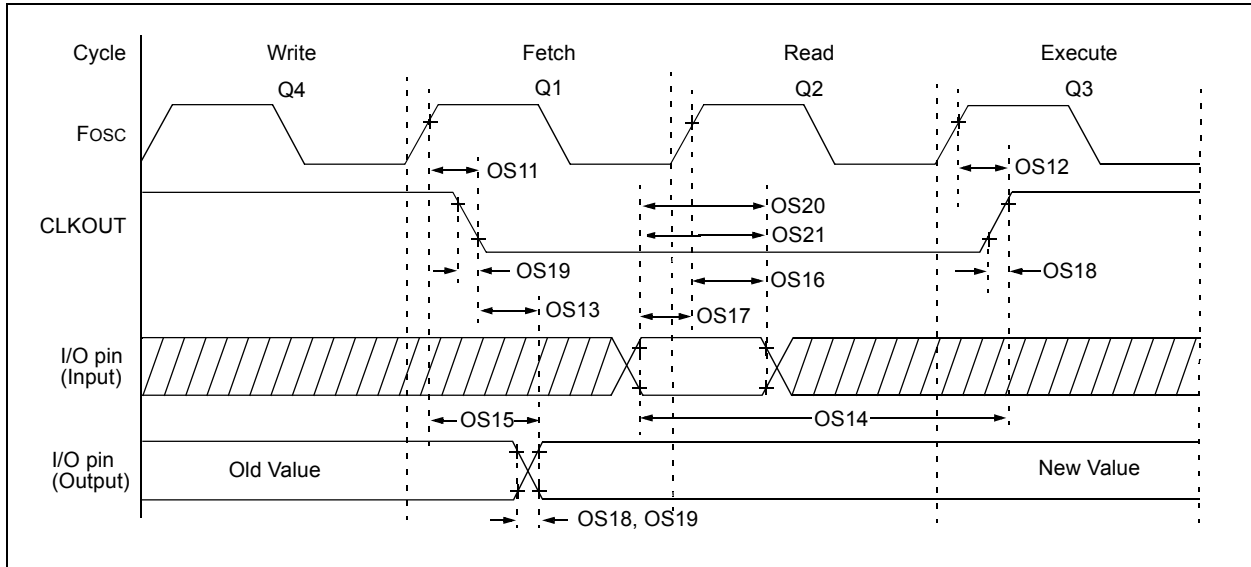 Cycle Write Fetch Read Execute
Q4 Q1 Q2 Q3
FOSC
OS11 OS12
CLKOUT
OS20
OS21
OS19 OS16 OS18
OS13 OS17
I/O pin
(Input)
OS15 OS14
I/O pin
(Output)
Old Value New Value
OS18, OS19